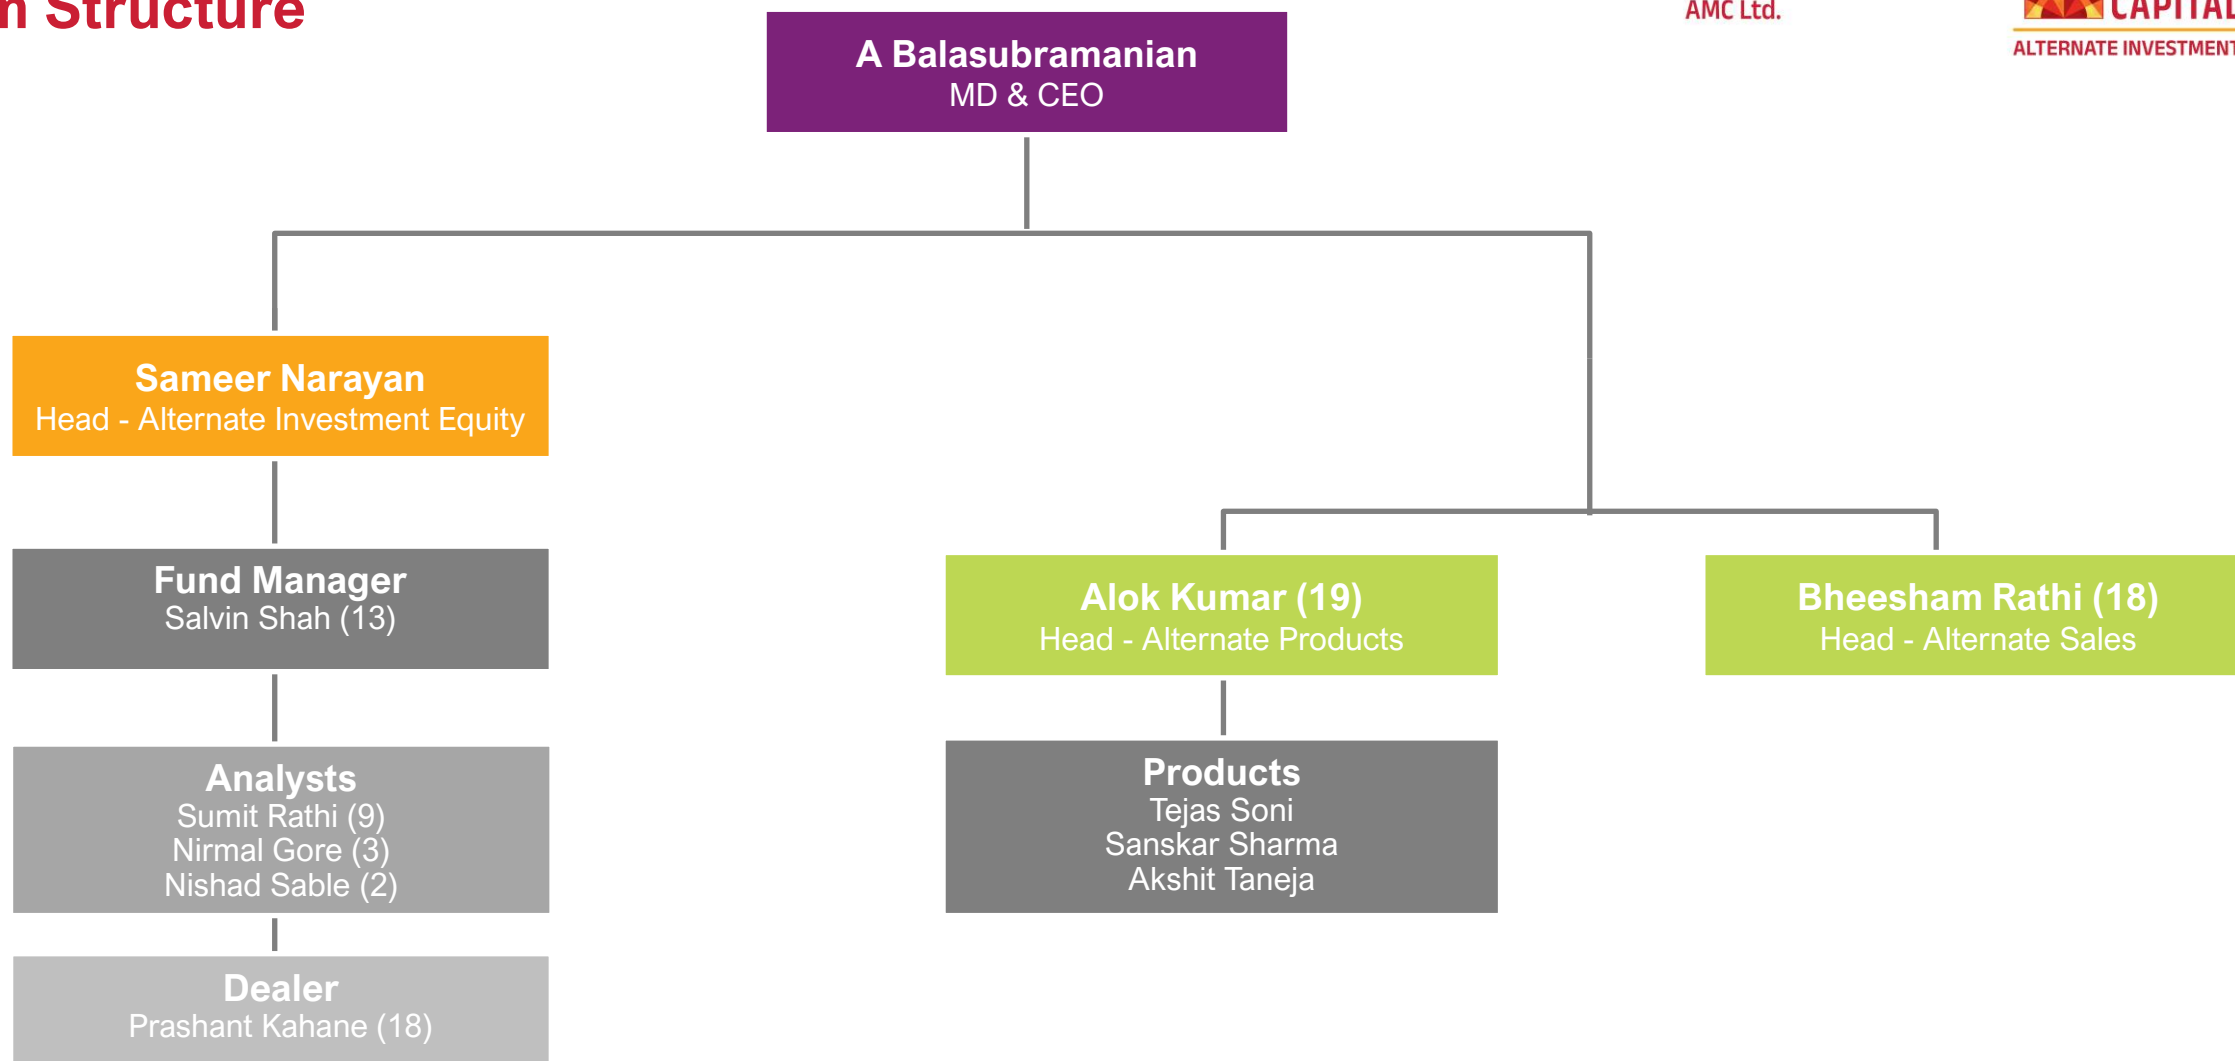 n Structure
AMC Ltd.
CAPITAL
ALTERNATE INVESTMENT
A Balasubramanian
MD & CEO
Sameer Narayan
Head - Alternate Investment Equity
Fund Manager
Salvin Shah (13)
Alok Kumar (19)
Head - Alternate Products
Bheesham Rathi (18)
Head - Alternate Sales
Analysts
Sumit Rathi (9)
Nirmal Gore (3)
Nishad Sable (2)
Products
Tejas Soni
Sanskar Sharma
Akshit Taneja
Dealer
Prashant Kahane (18)